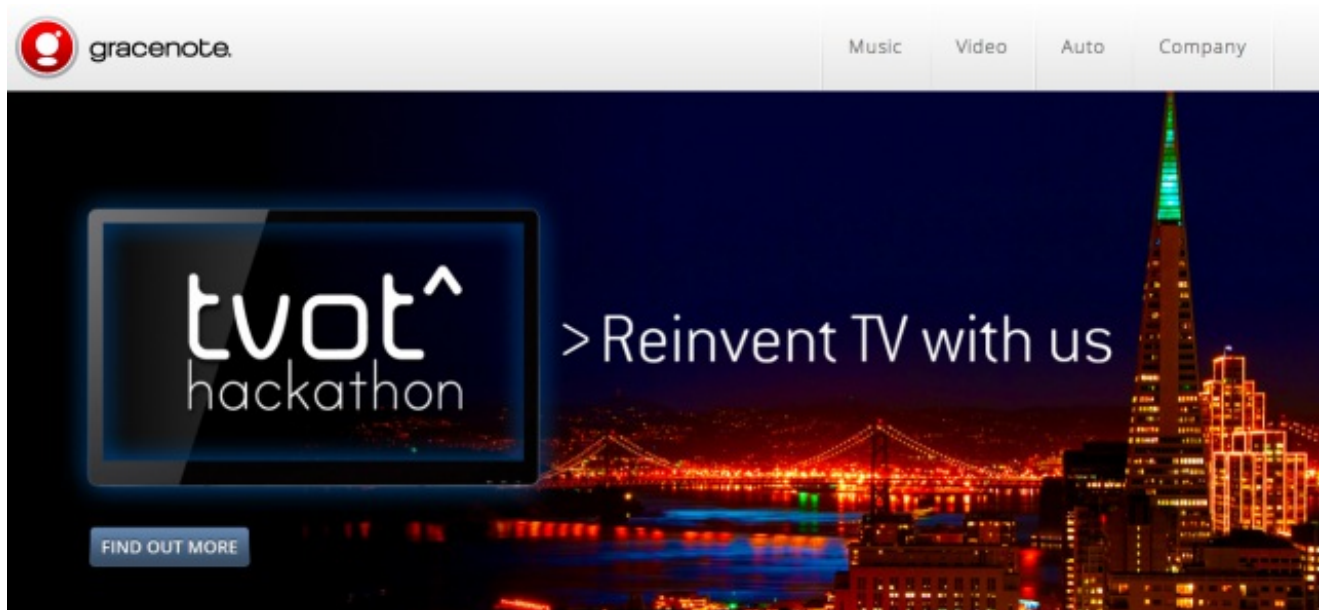 gracenote.
Music Video Auto Company
tvot^
hackathon
> Reinvent TV with us
FIND OUT MORE